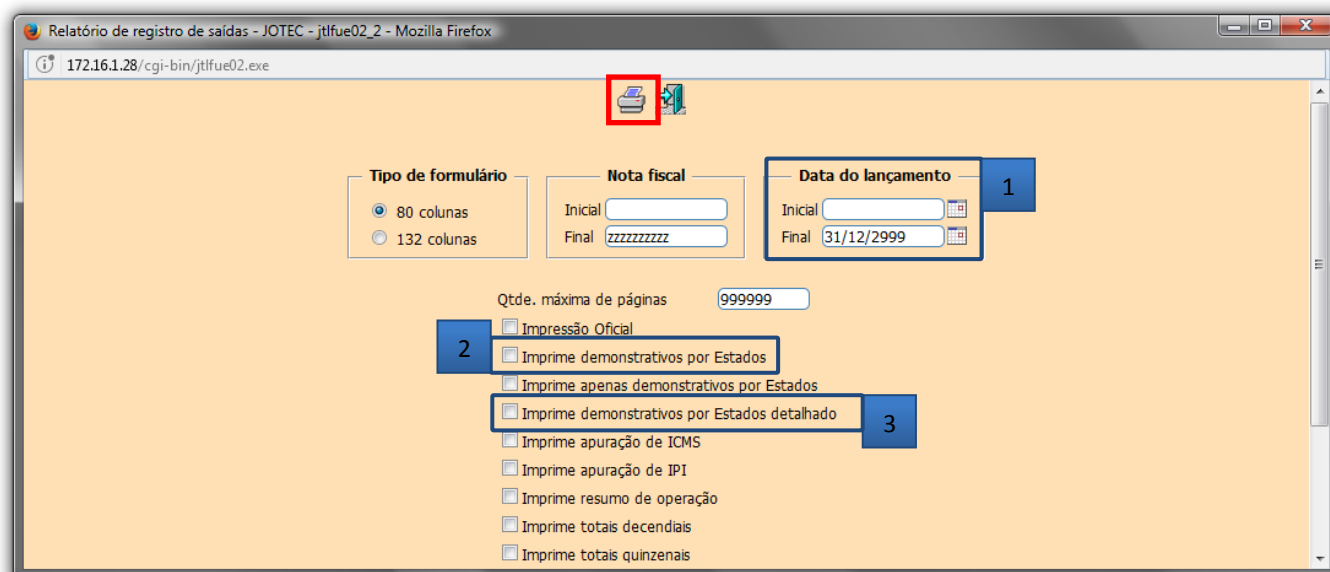 Relatório de registro de saídas - JOTEC - jtlfue02_2 - Mozilla Firefox
172.16.1.28/cgi-bin/jtlfue02.exe
Tipo de formulário
80 colunas
132 colunas
Nota fiscal
Inicial
Final zzzzzzzzzz
Data do lançamento
Inicial
Final 31/12/2999
1
Qtde. máxima de páginas 999999
Impressão Oficial
2
Imprime demonstrativos por Estados
Imprime apenas demonstrativos por Estados
Imprime demonstrativos por Estados detalhado
3
Imprime apuração de ICMS
Imprime apuração de IPI
Imprime resumo de operação
Imprime totais decendiais
Imprime totais quinzenais